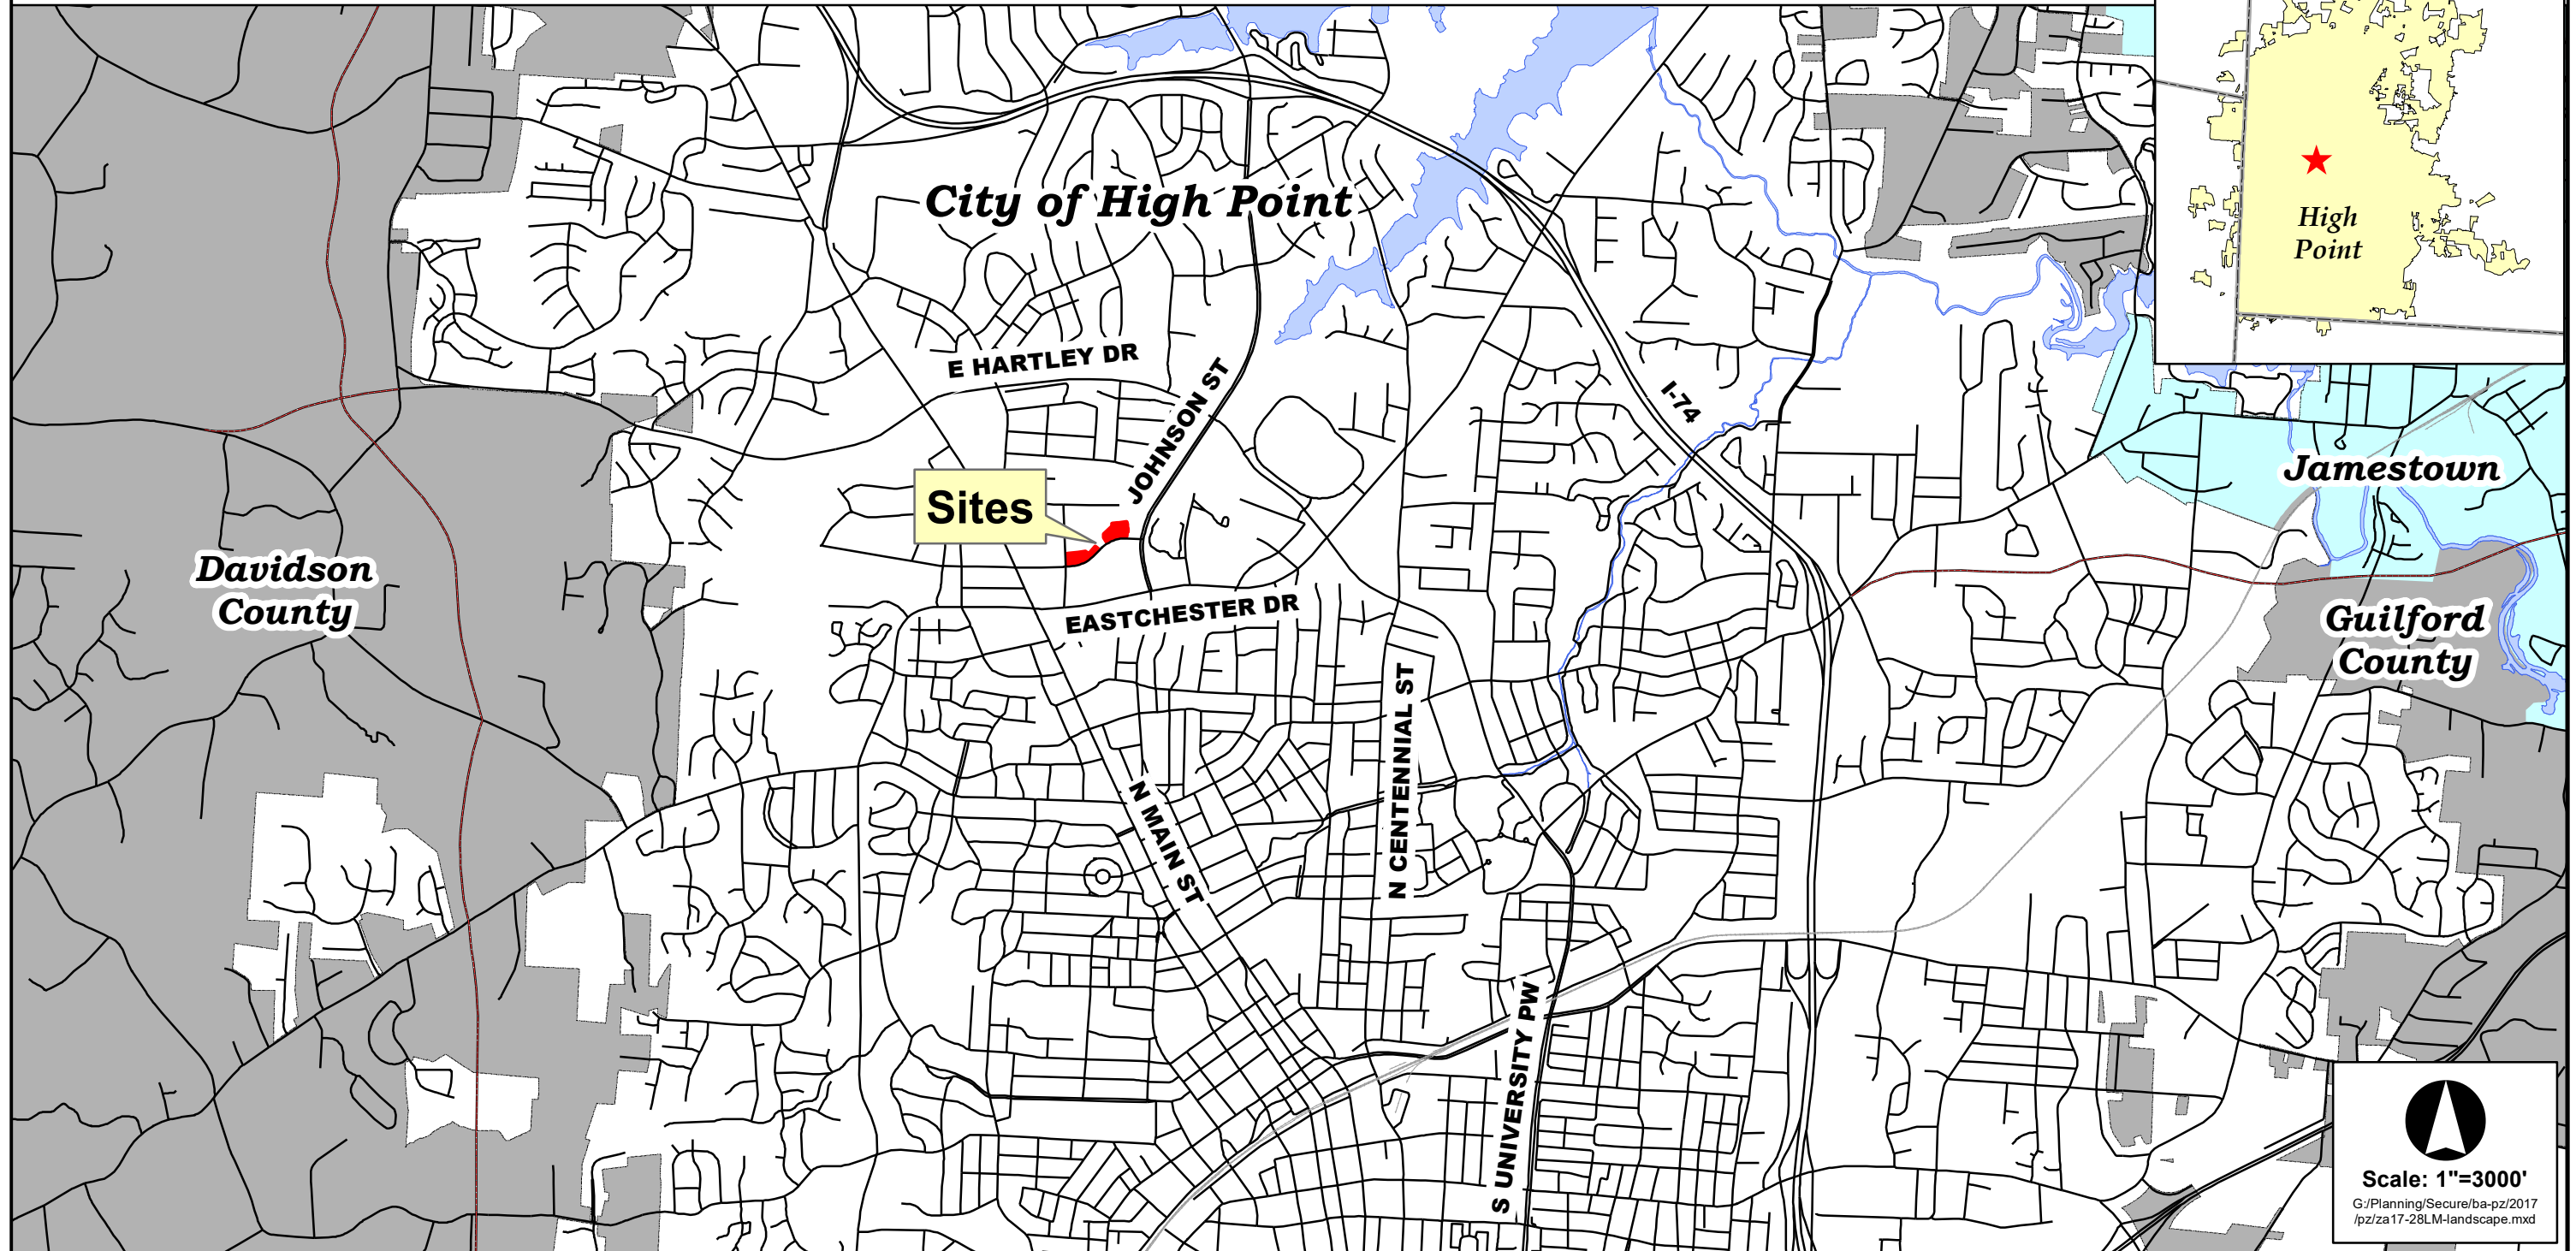 High
Point
City of High Point
E HARTLEY DR
JOHNSON ST
I-74
Jamestown
Sites
Davidson
County
EASTCHESTER DR
Guilford
County
N CENTENNIAL ST
N MAIN ST
S UNIVERSITY PW
Scale: 1"=3000'
G:/Planning/Secure/ba-pz/2017
/pz/za17-28LM-landscape.mxd